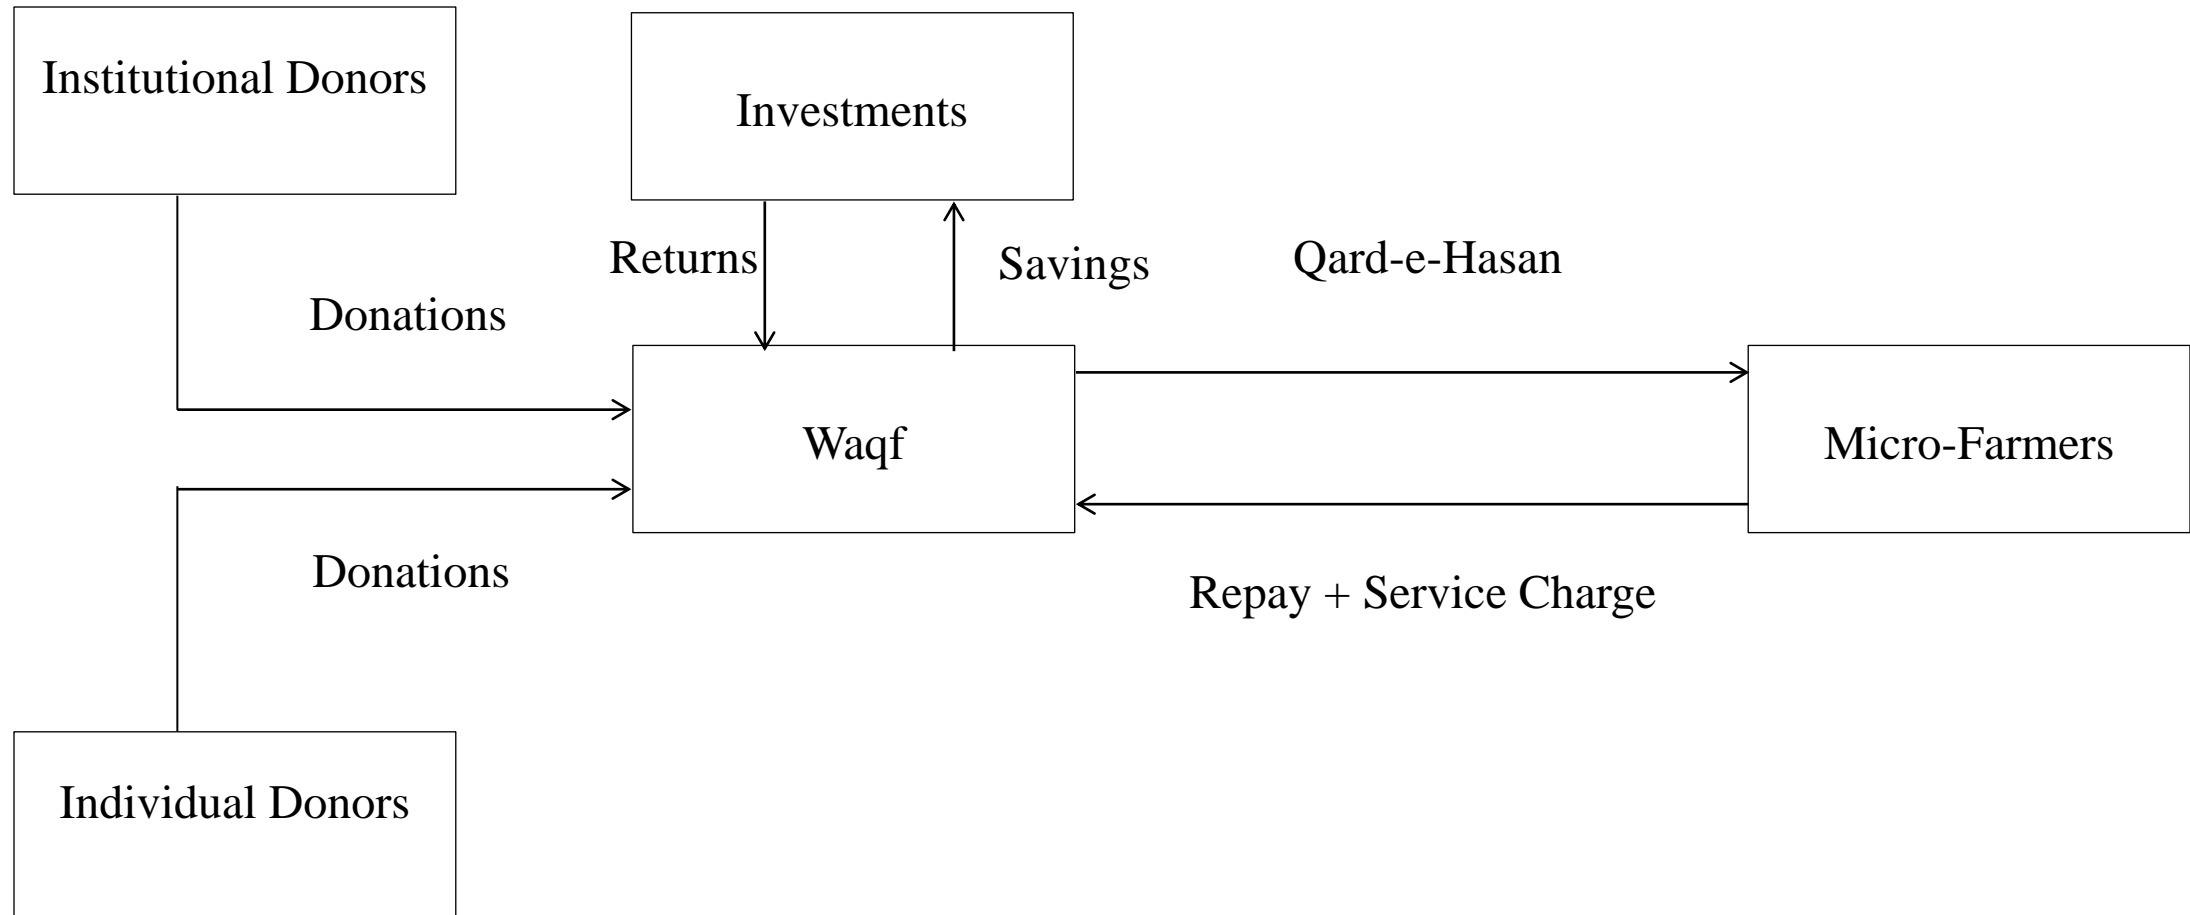 Institutional Donors
Investments
Returns
Savings
Qard-e-Hasan
Donations
Waqf
Micro-Farmers
Donations
Repay + Service Charge
Individual Donors